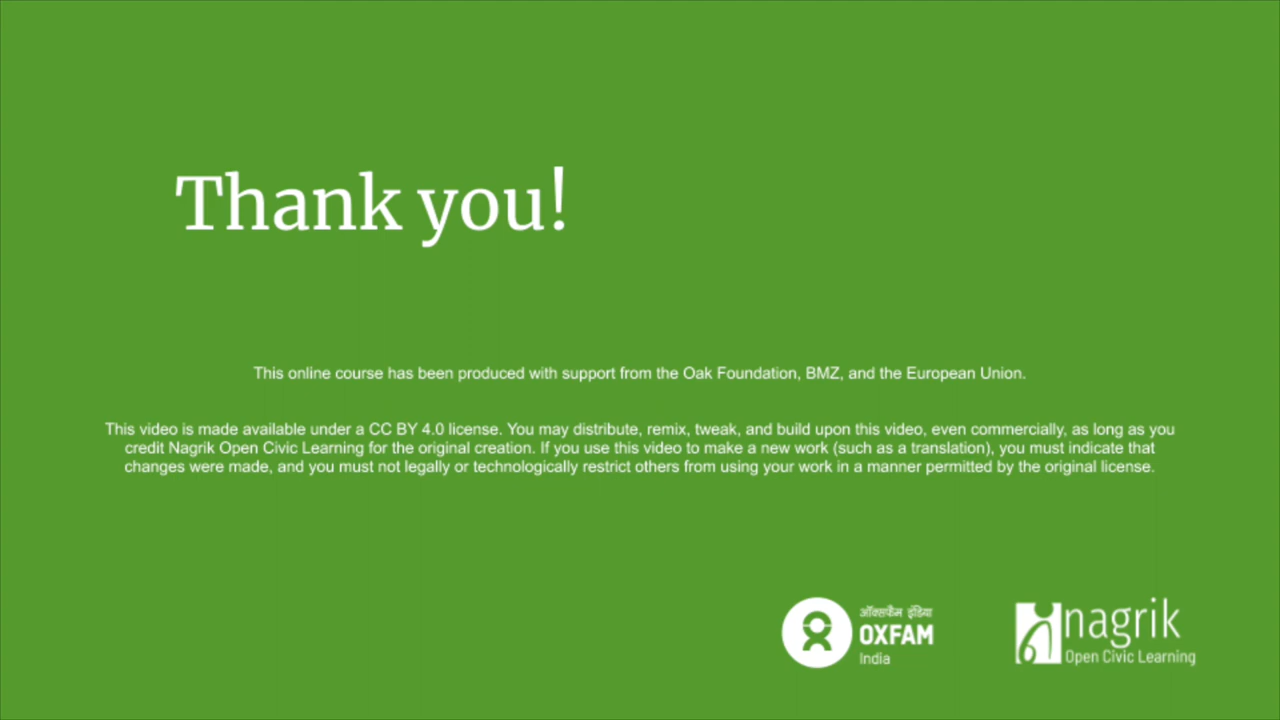 Thank you!
This online course has been produced with support from the Oak Foundation, BMZ, and the European Union.
This video is made available under a CC BY 4.0 license. You may distribute, remix, tweak, and build upon this video, even commercially, as long as you
credit Nagrik Open Civic Learning for the original creation. If you use this video to make a new work (such as a translation), you must indicate that
changes were made, and you must not legally or technologically restrict others from using your work in a manner permitted by the original license.
ऑक्सफैम इंडिया
OXFAM
India
nagrik
Open Civic Learning